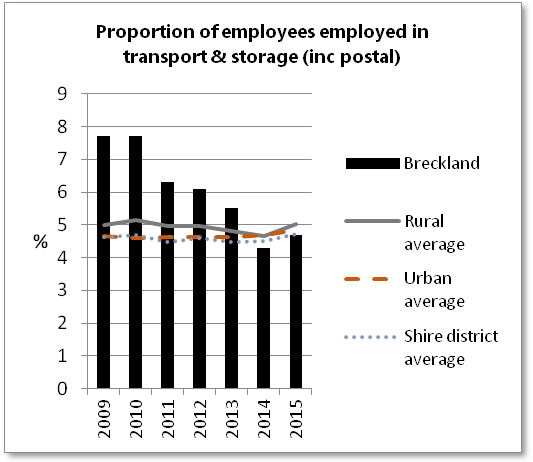 Proportion of employees employed in
transport & storage (inc postal)
9
8
7
6
5
4
3
2
1
0
%
2009
2010
2011
2012
2013
2014
2015
Breckland
Rural
average
Urban
average
Shire district
average